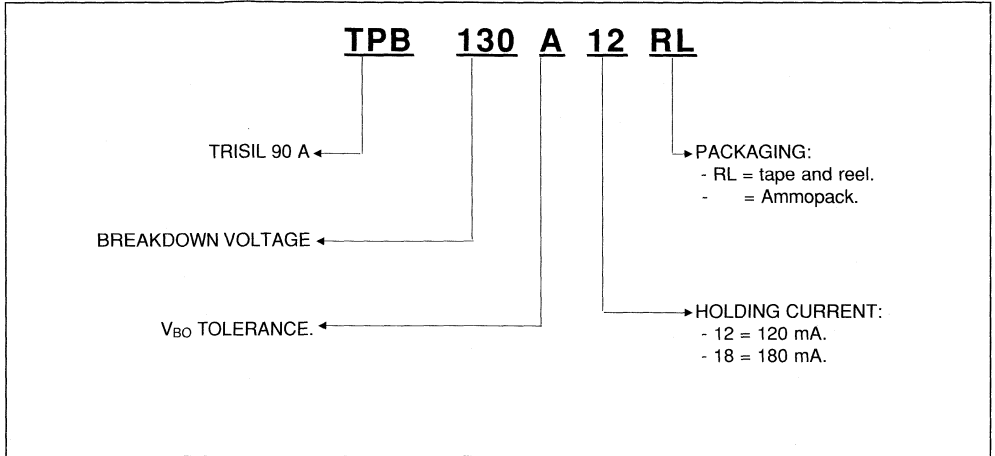 TPB 130 A 12 RL
TRISIL 90 A
PACKAGING:
- RL = tape and reel.
- = Ammopack.
BREAKDOWN VOLTAGE
HOLDING CURRENT:
- 12 = 120 mA.
- 18 = 180 mA.
VBO TOLERANCE.